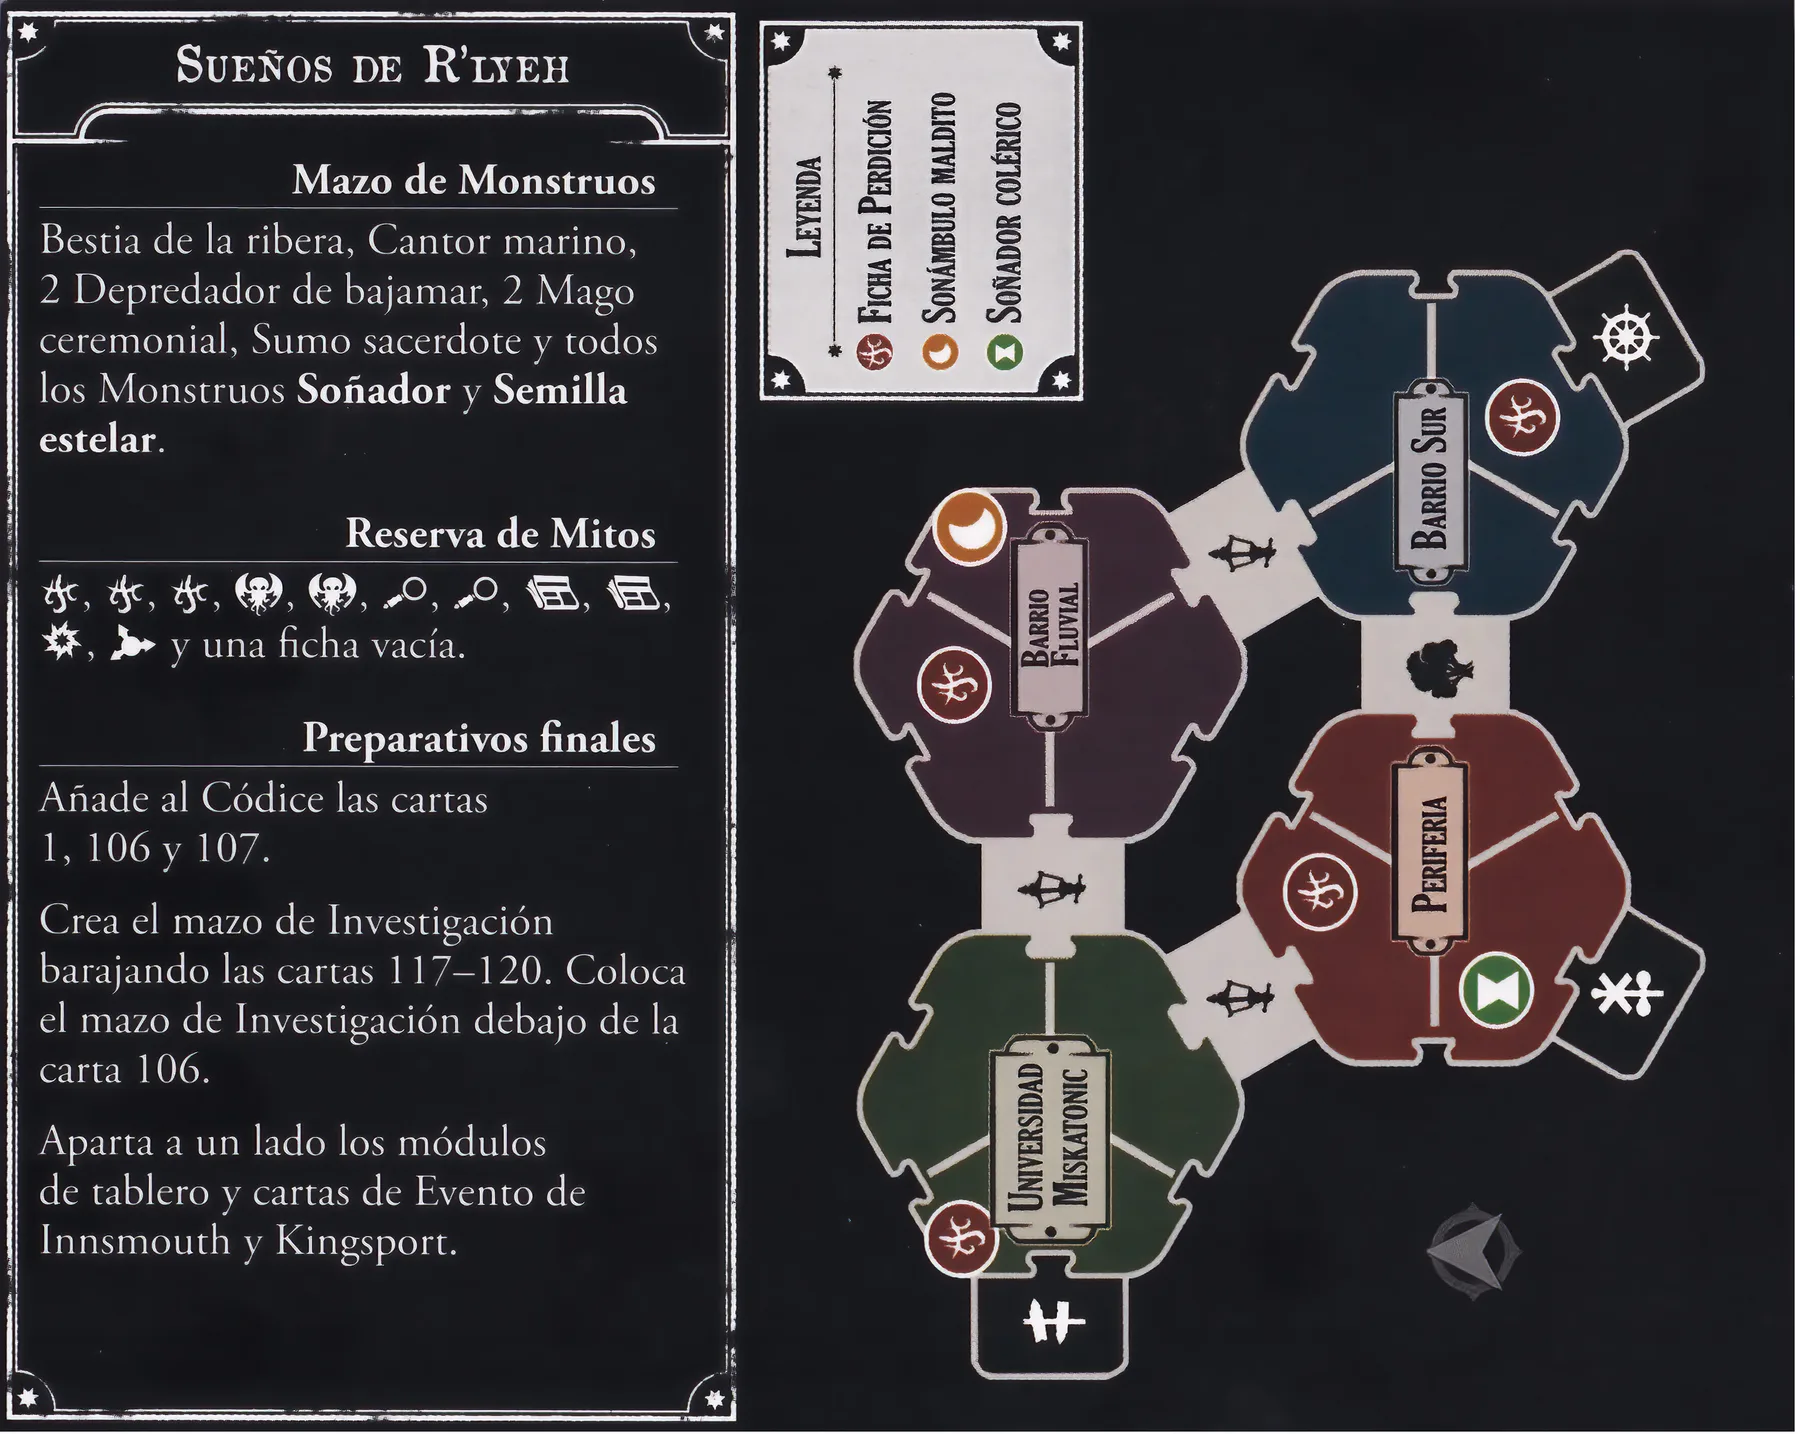 Sueños de R’lyeh
Mazo de Monstruos
Bestia de la ribera, Cantor marino,
2 Depredador de bajamar, 2 Mago
ceremonial, Sumo sacerdote y todos
los Monstruos Soñador y Semilla
estelar.
Reserva de Mitos
, , , , , , , , ,
, y una ficha vacía.
Preparativos finales
Añade al Códice las cartas
1, 106 y 107.
Crea el mazo de Investigación
barajando las cartas 117–120. Coloca
el mazo de Investigación debajo de la
carta 106.
Aparta a un lado los módulos
de tablero y cartas de Evento de
Innsmouth y Kingsport.
Leyenda
Ficha de Perdición
Sonámbulo maldito
Soñador colérico
Barrio Sur
Barrio
Fluvial
Periferia
Universidad
Miskatonic